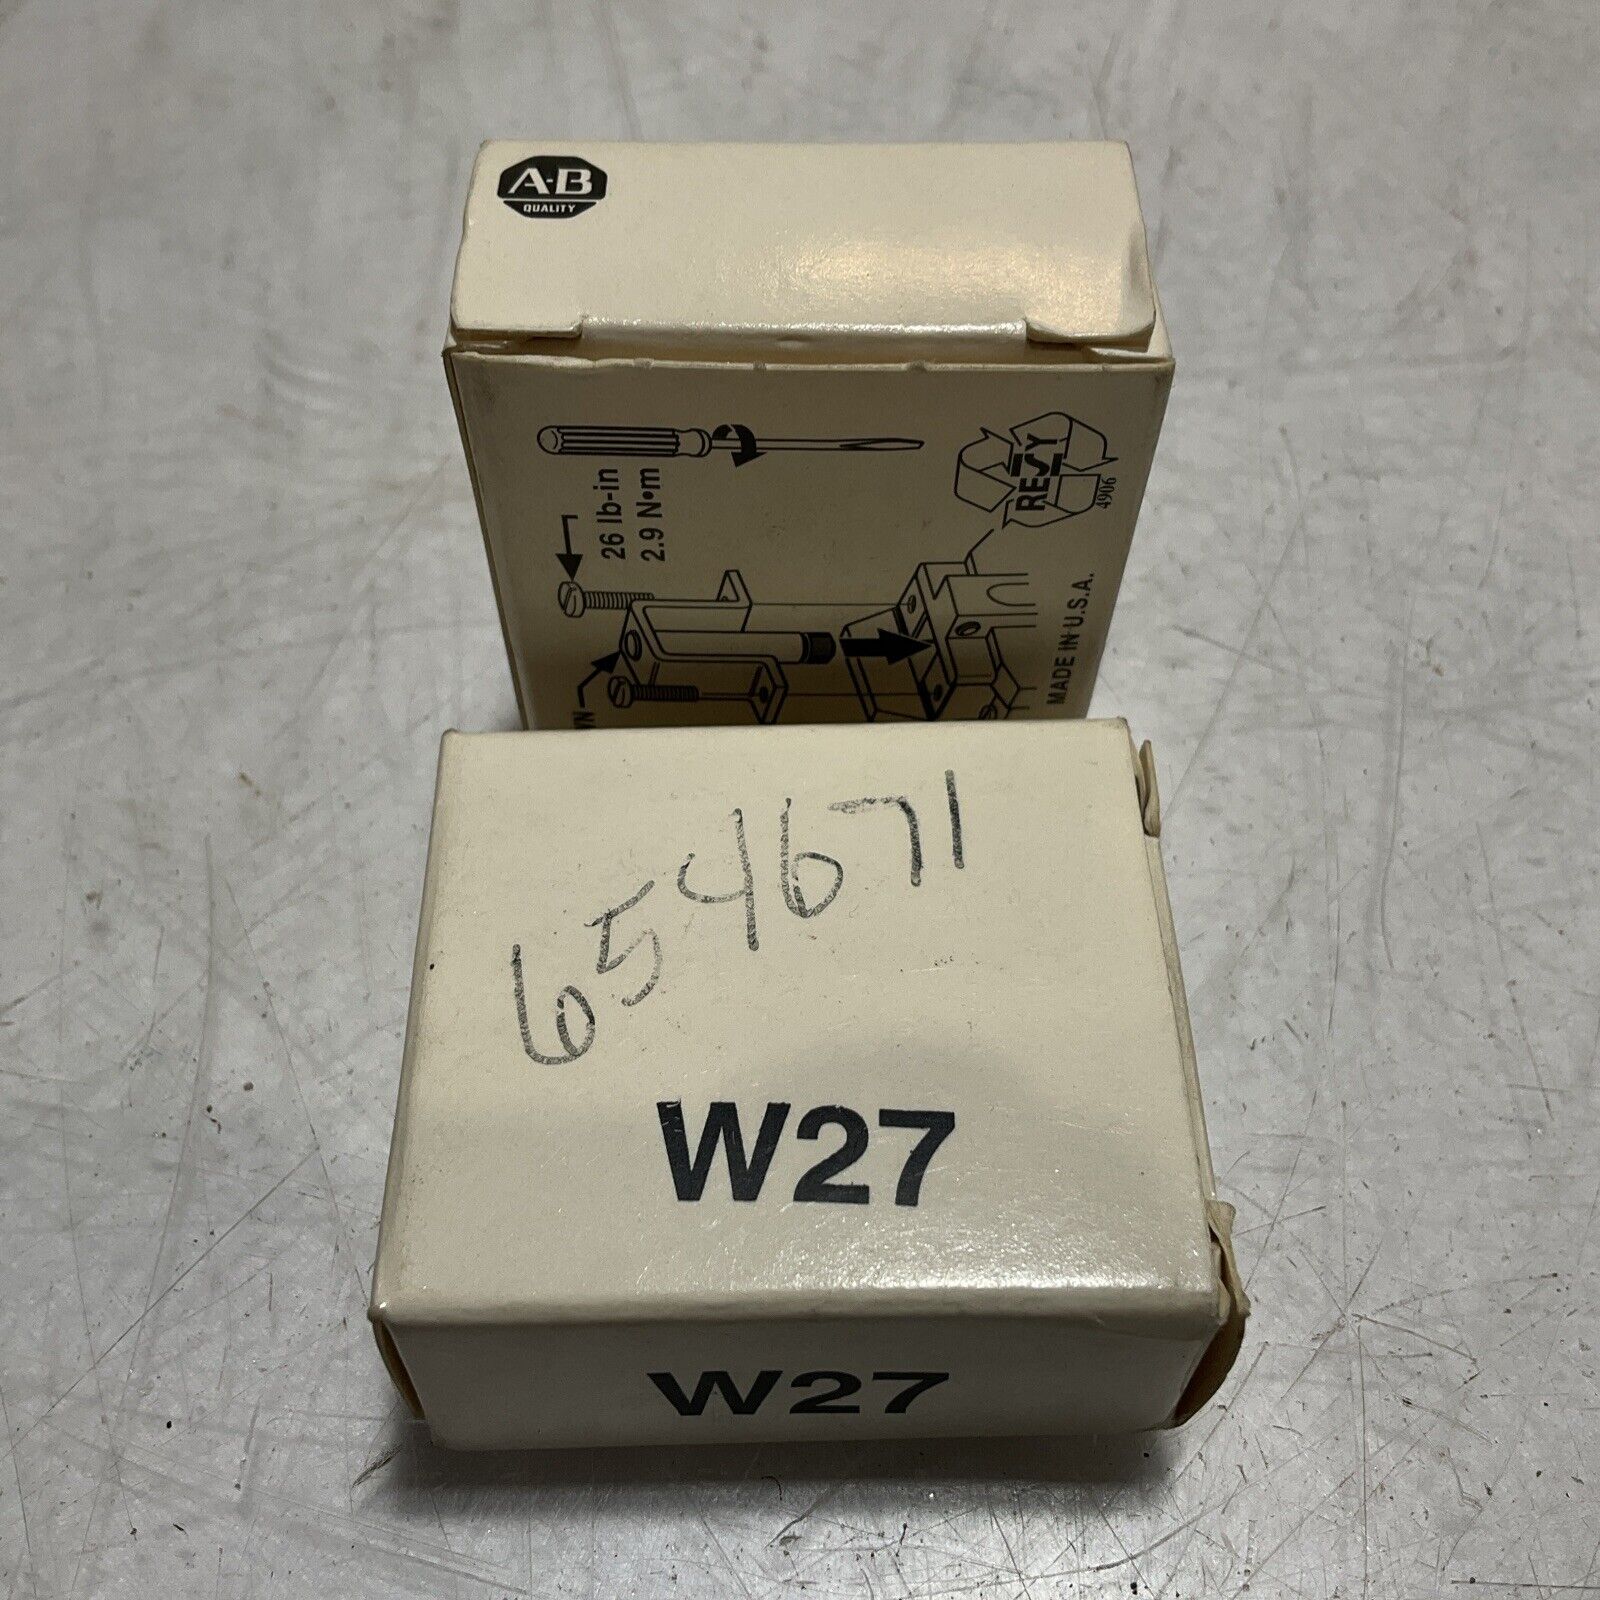 A-B
QUALITY
26 lb-in
2.9 N•m
RESY
4906
MADE IN U.S.A.
654671
W27
W27